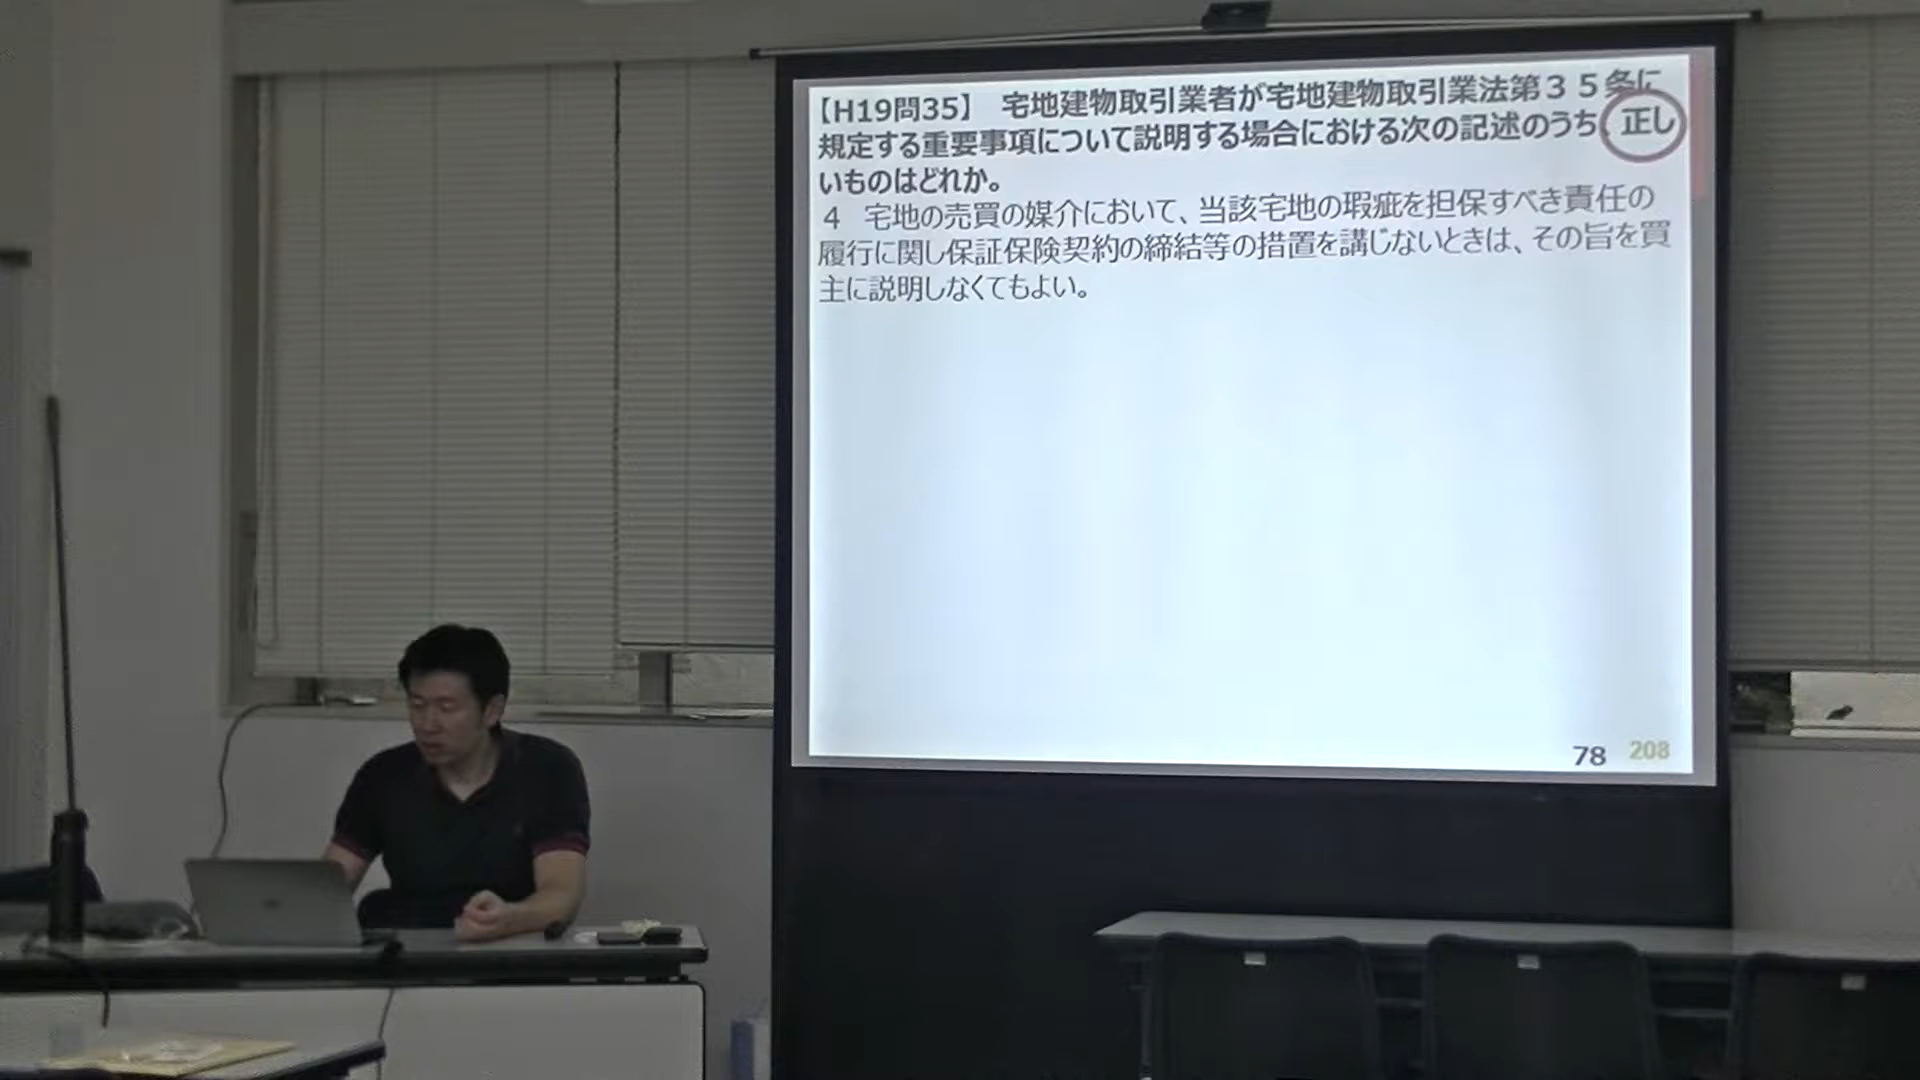 【H19問35】 宅地建物取引業者が宅地建物取引業法第35条に
規定する重要事項について説明する場合における次の記述のうち、正し
いものはどれか。
4 宅地の売買の媒介において、当該宅地の瑕疵を担保すべき責任の
履行に関し保証保険契約の締結等の措置を講じないときは、その旨を買
主に説明しなくてもよい。
78 208